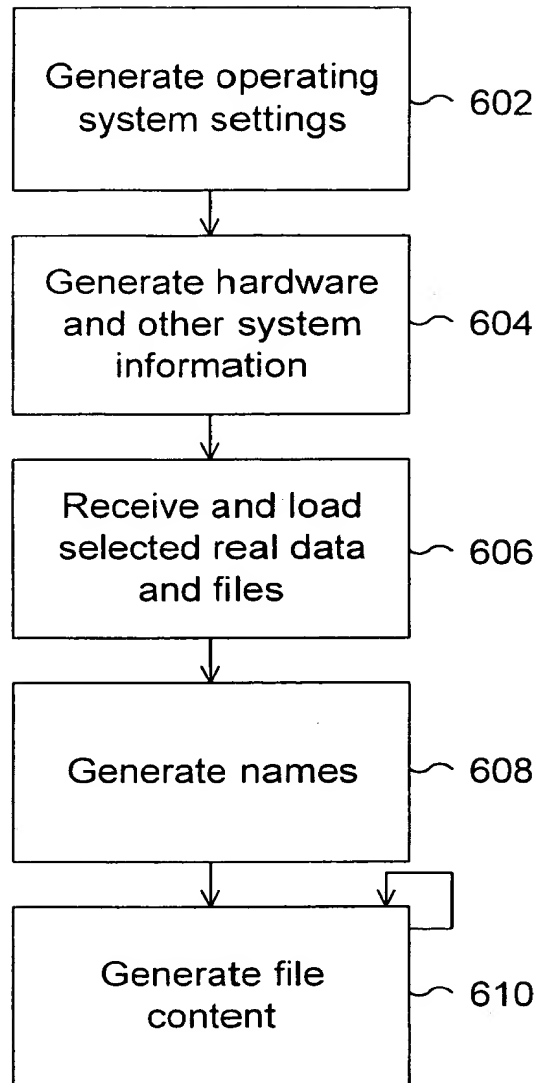 Generate operating
system settings
602
Generate hardware
and other system
information
604
Receive and load
selected real data
and files
606
Generate names
608
Generate file
content
610